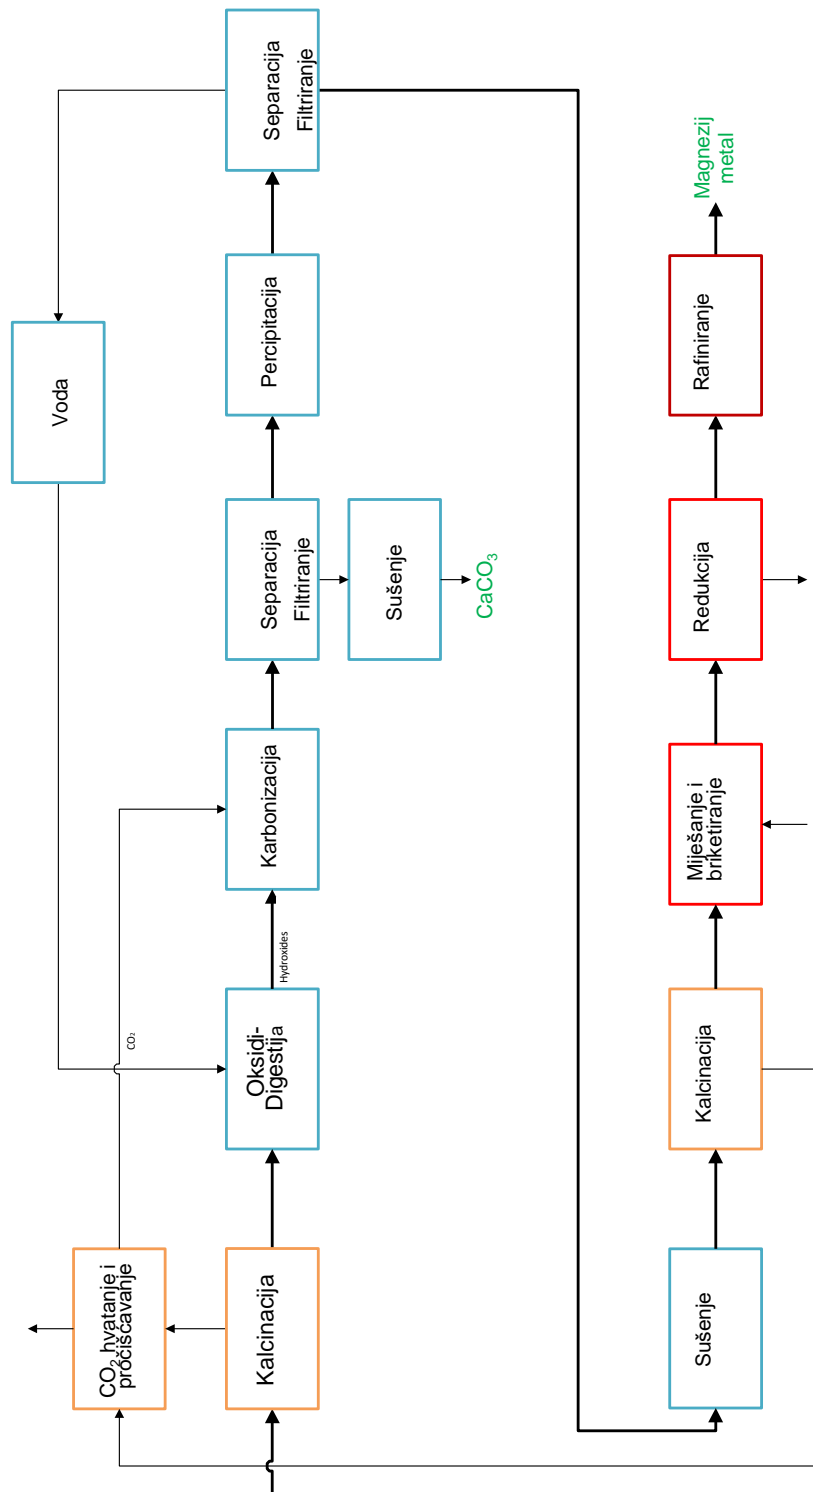 Kalcinacija
CO₂ hvatanje i
pročišćavanje
CO₂
Oksidi-
Digestija
Hydroxides
Karbonizacija
Separacija
Filtriranje
Sušenje
CaCO₃
Percipitacija
Separacija
Filtriranje
Voda
Sušenje
Kalcinacija
Miješanje i
briketiranje
Redukcija
Rafiniranje
Magnezij
metal